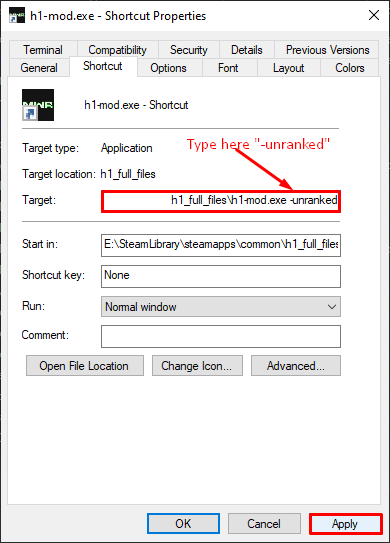 h1-mod.exe - Shortcut Properties
Terminal Compatibility Security Details Previous Versions
General Shortcut Options Font Layout Colors
MWR
h1-mod.exe - Shortcut
Target type: Application
Type here "-unranked"
Target location: h1_full_files
Target: h1_full_files\h1-mod.exe -unranked
Start in: E:\SteamLibrary\steamapps\common\h1_full_files
Shortcut key: None
Run: Normal window
Comment:
Open File Location Change Icon... Advanced...
OK Cancel Apply